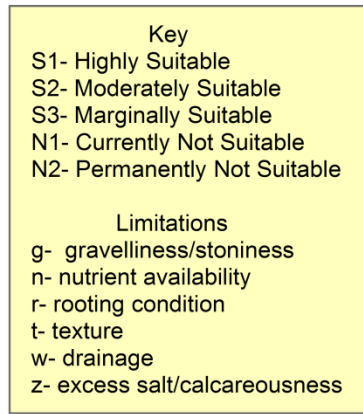 Key
S1- Highly Suitable
S2- Moderately Suitable
S3- Marginally Suitable
N1- Currently Not Suitable
N2- Permanently Not Suitable
Limitations
g- gravelliness/stoniness
n- nutrient availability
r- rooting condition
t- texture
w- drainage
z- excess salt/calcareousness